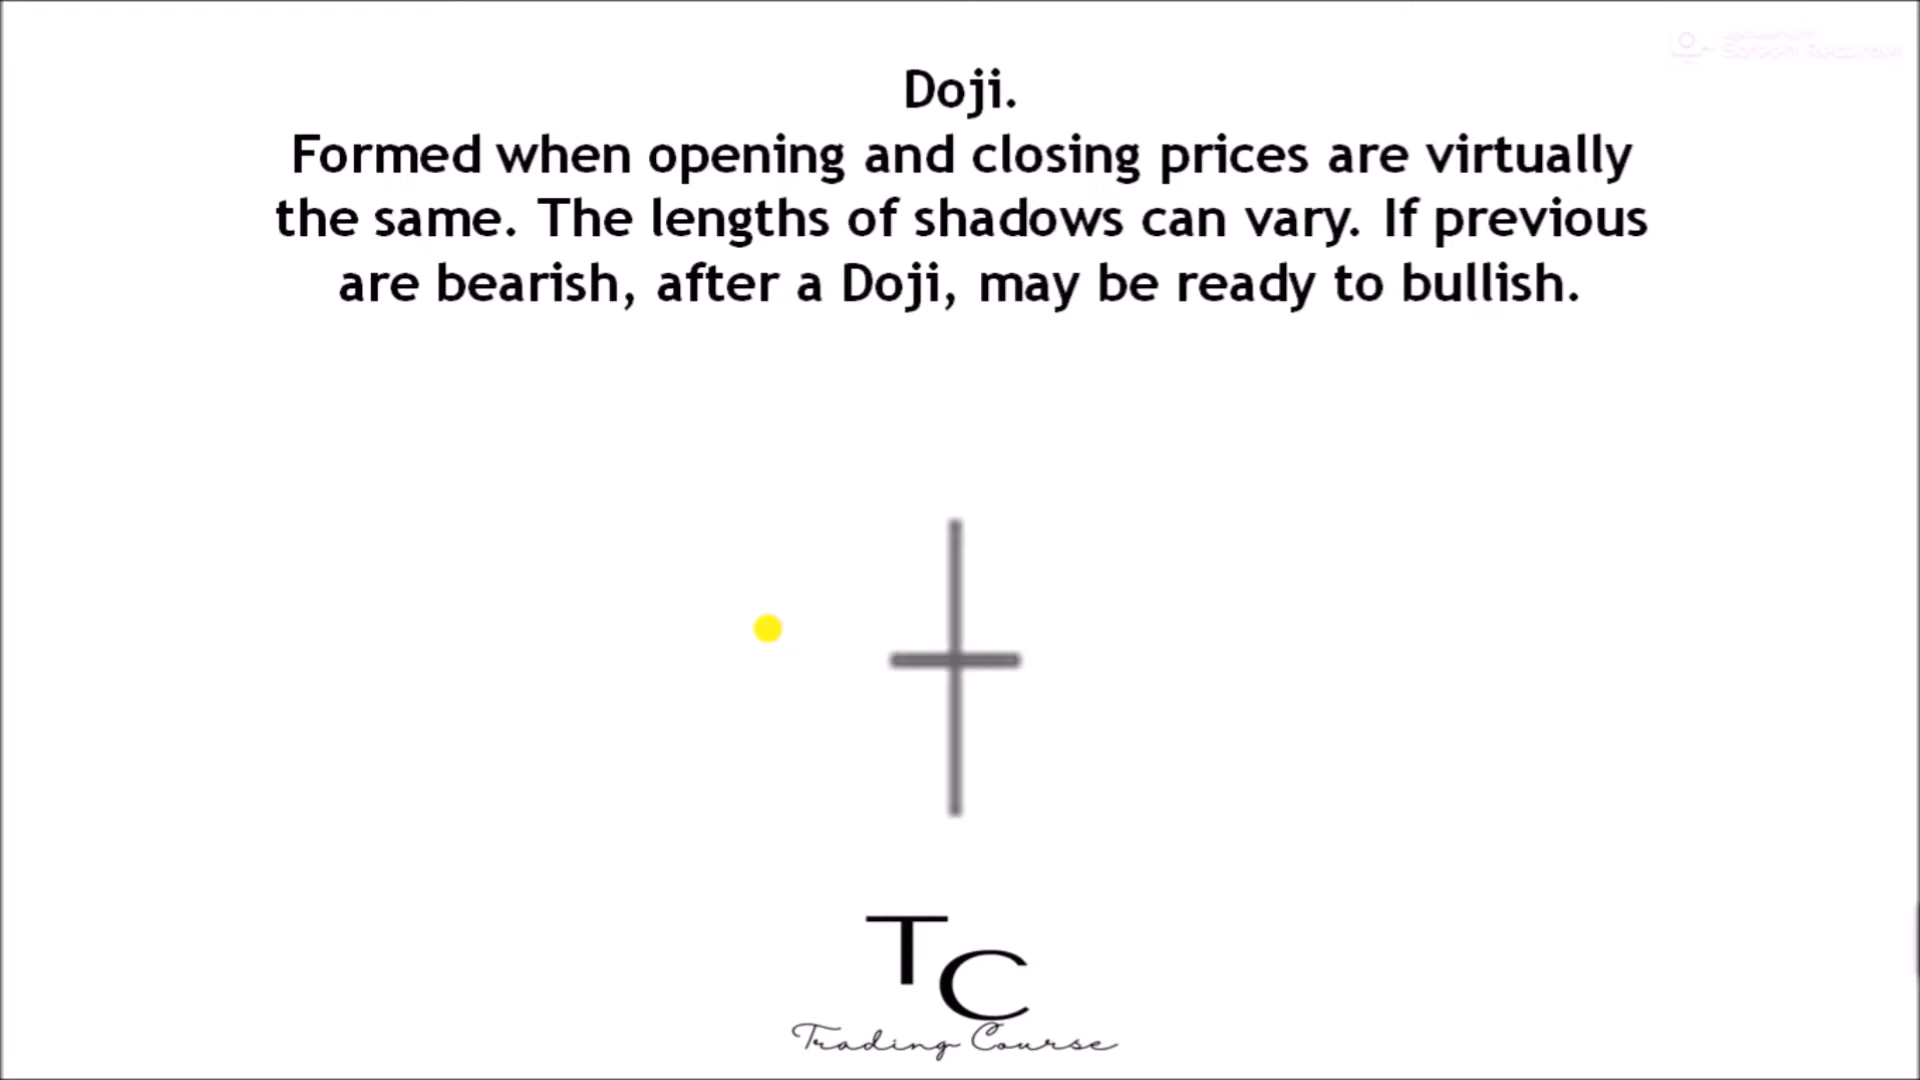 Doji.
Formed when opening and closing prices are virtually
the same. The lengths of shadows can vary. If previous
are bearish, after a Doji, may be ready to bullish.
TC
Trading Course